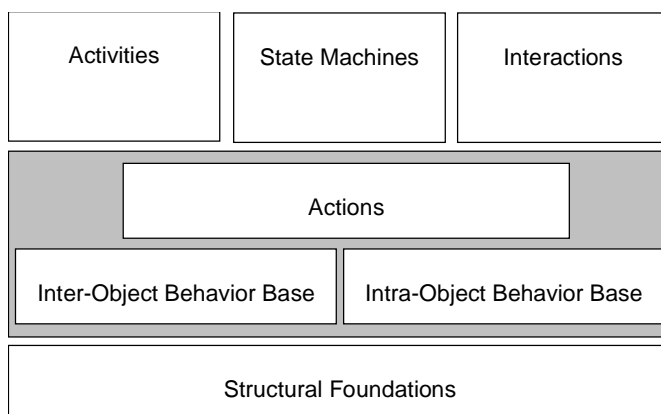 Activities
State Machines
Interactions
Actions
Inter-Object Behavior Base
Intra-Object Behavior Base
Structural Foundations